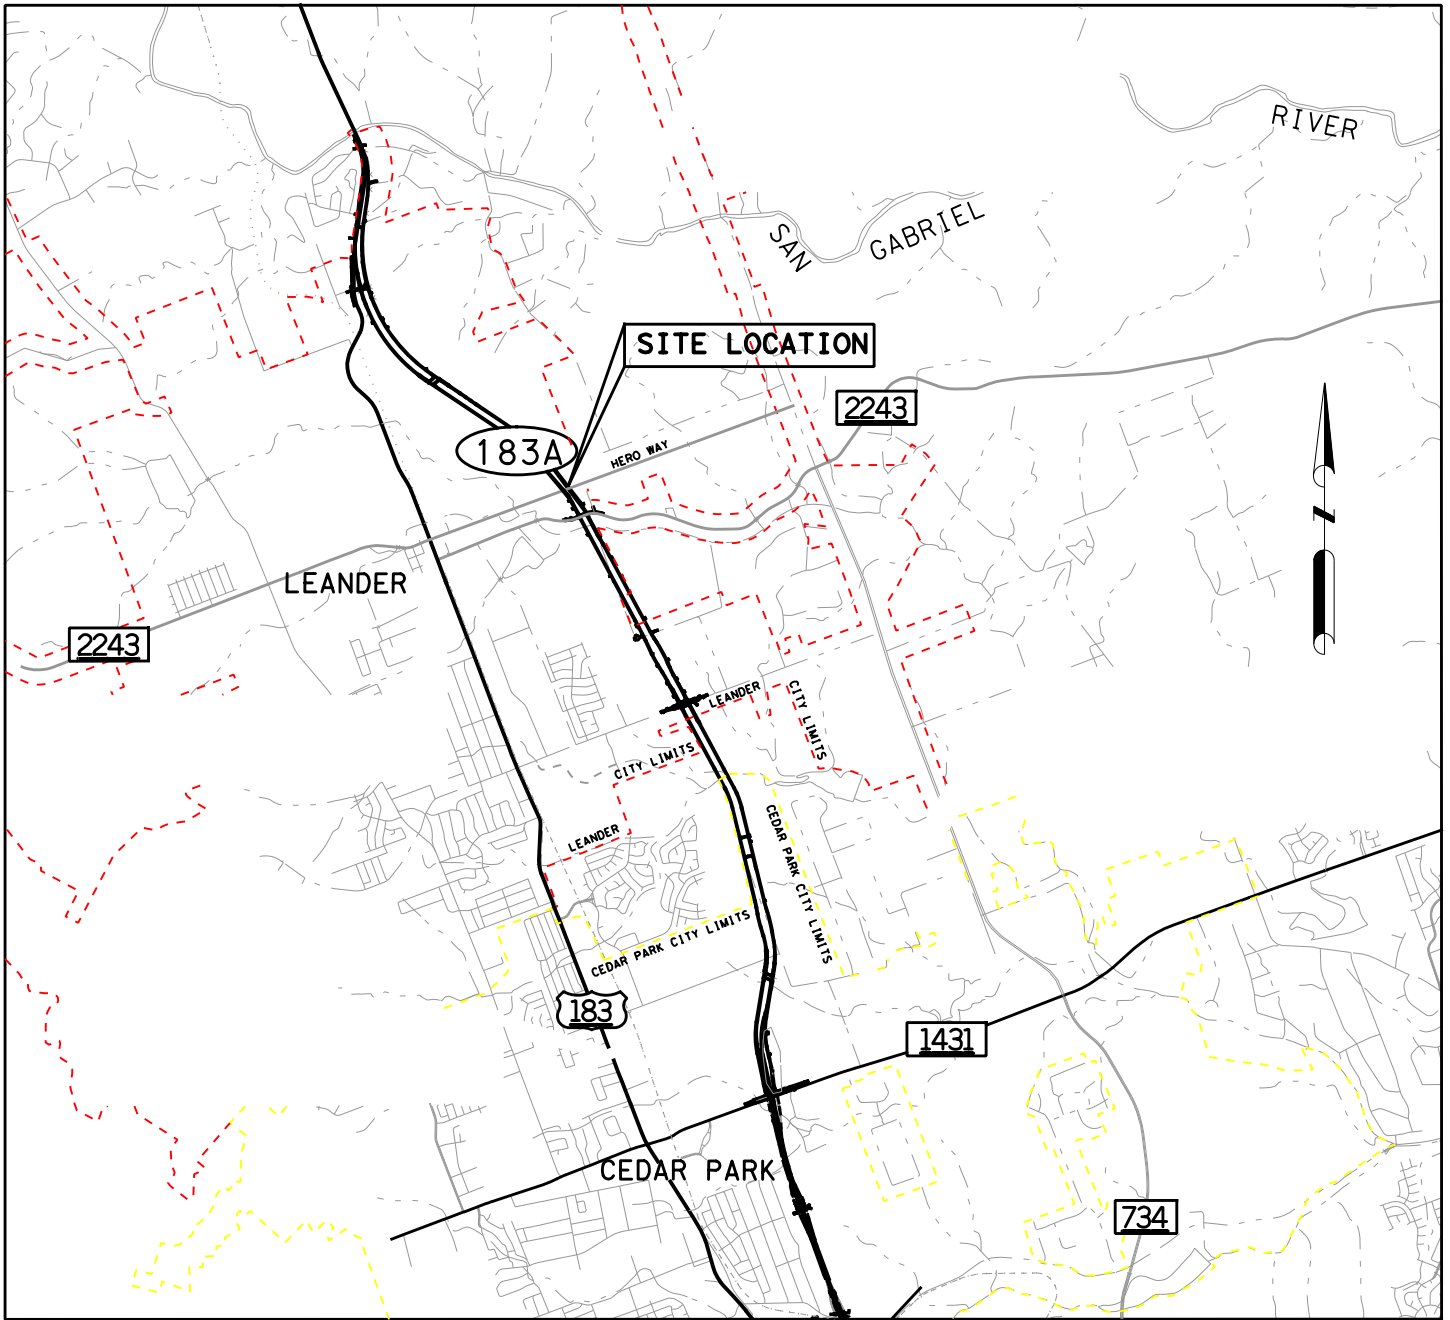 RIVER
SAN
GABRIEL
SITE LOCATION
2243
183A
HERO WAY
LEANDER
2243
LEANDER
CITY LIMITS
CITY LIMITS
LEANDER
CEDAR PARK CITY LIMITS
CEDAR PARK CITY LIMITS
183
1431
CEDAR PARK
734
N